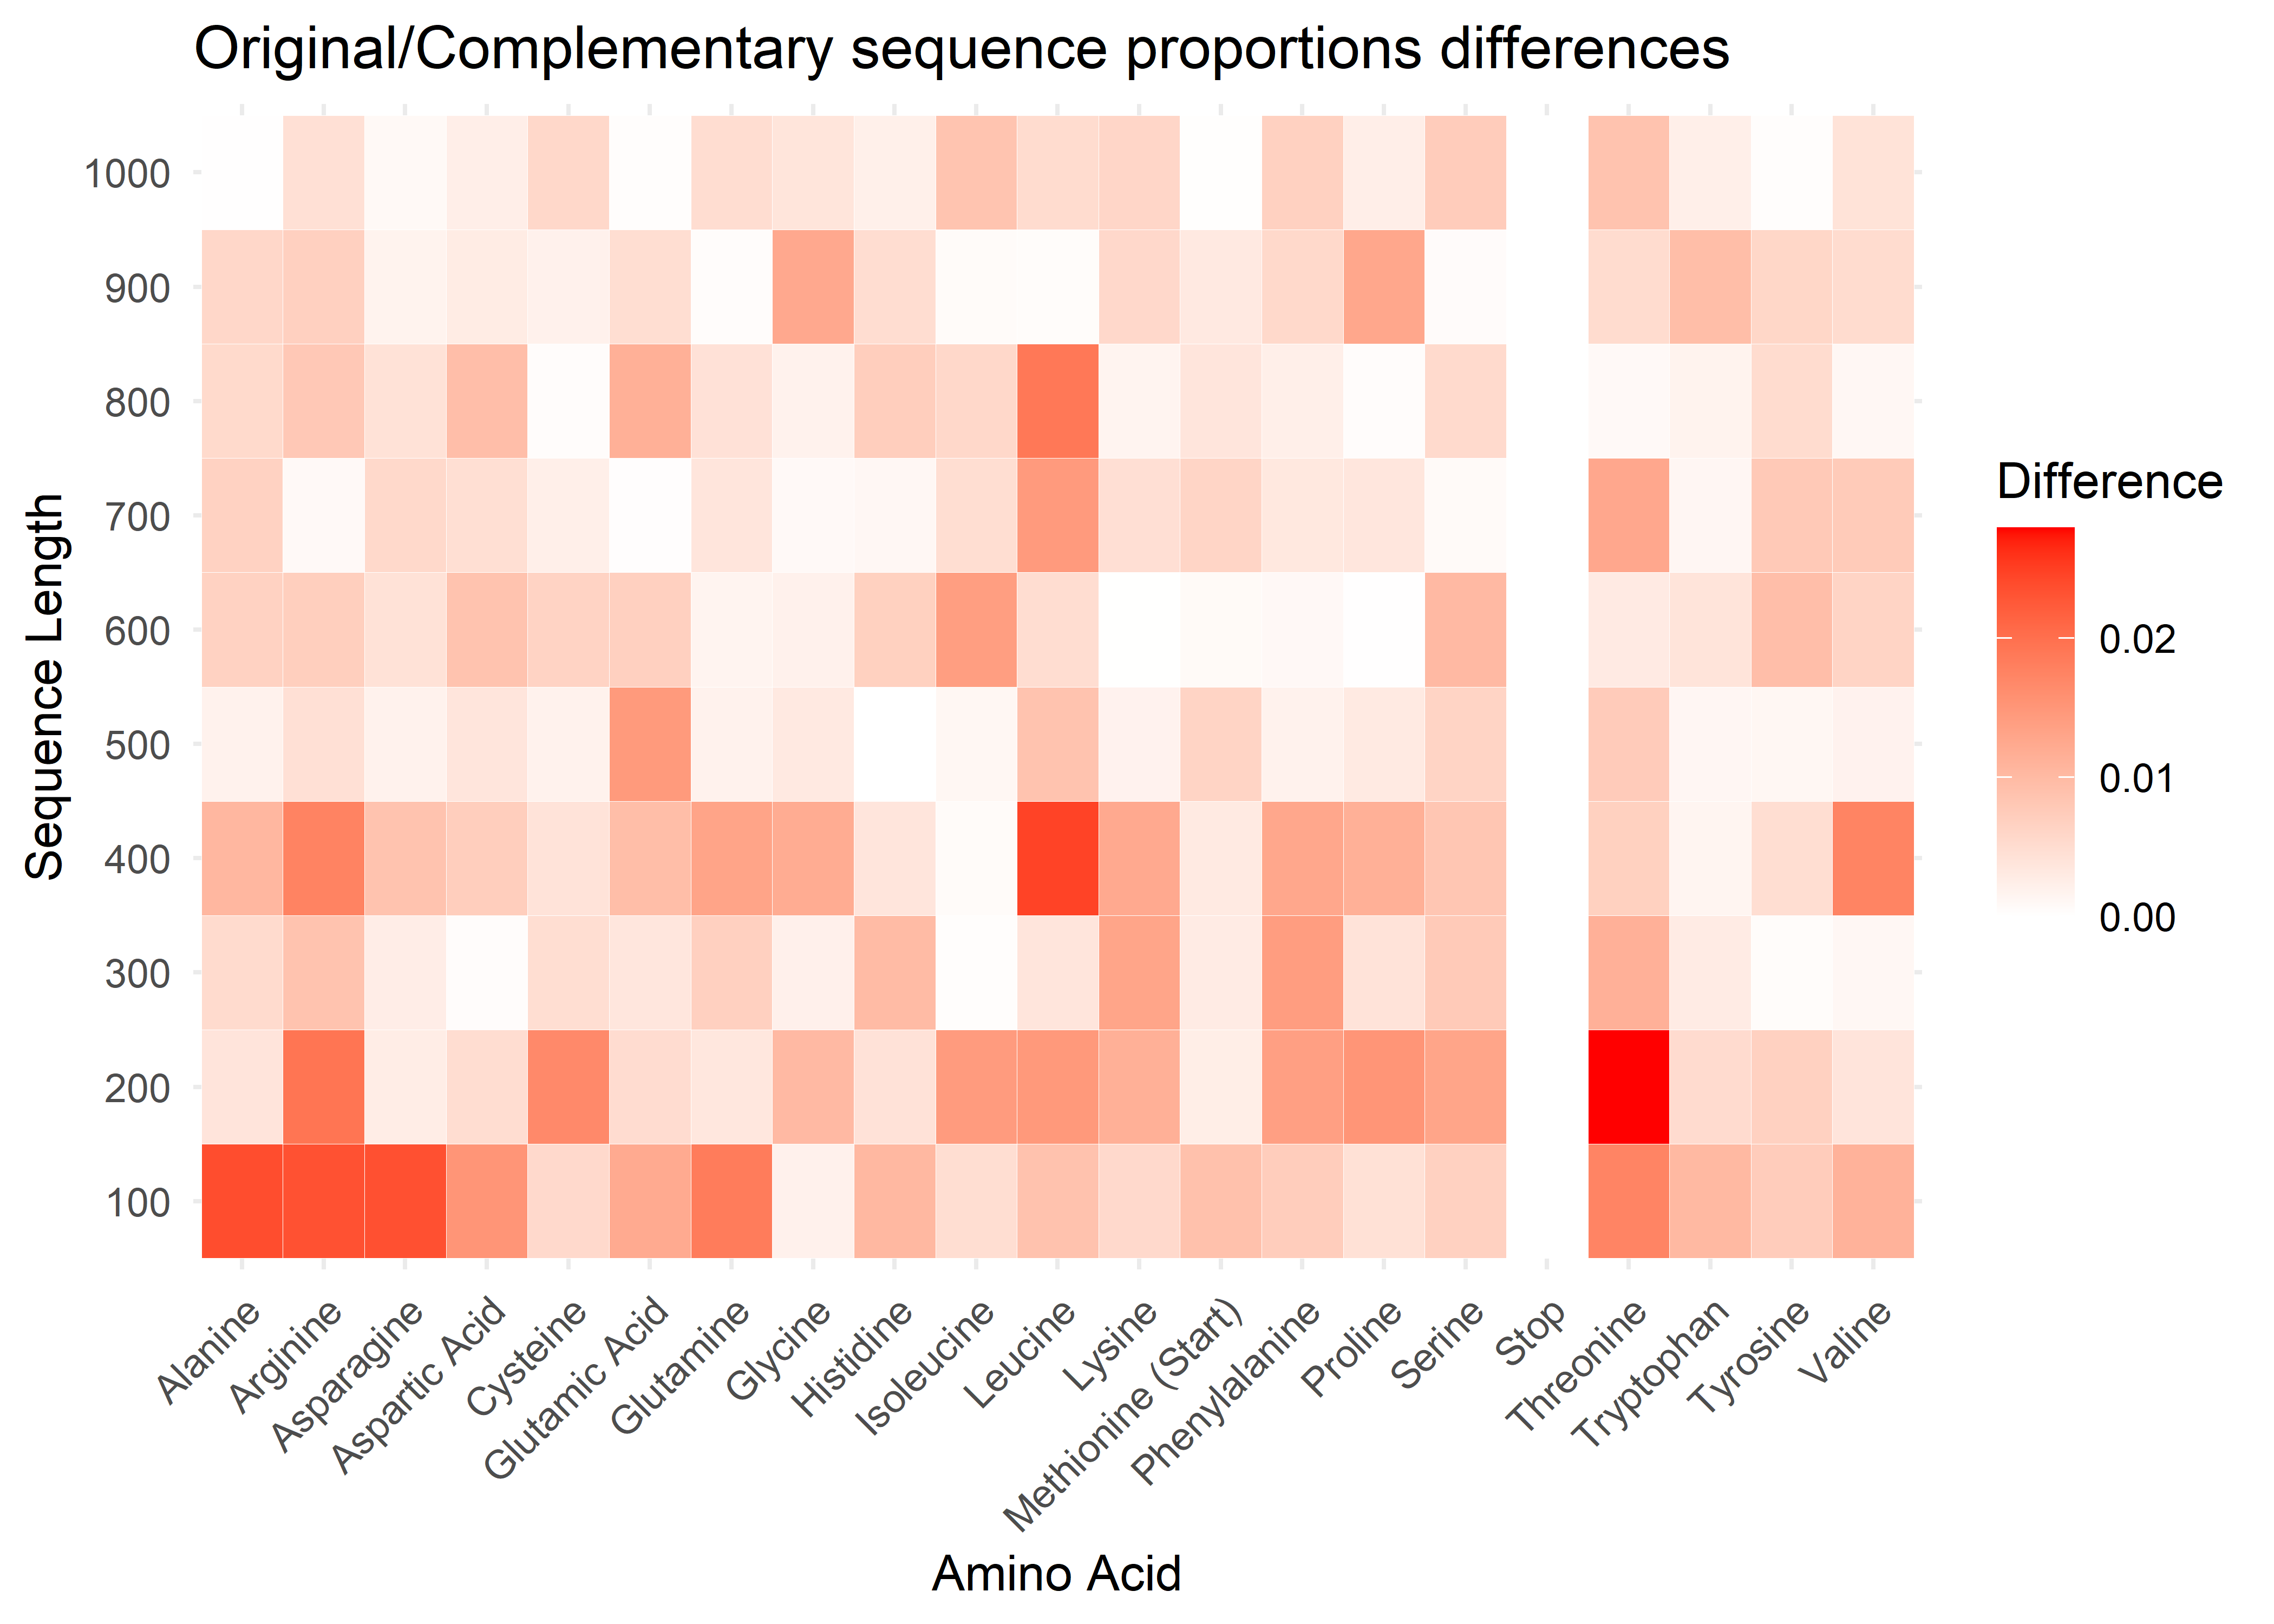 Original/Complementary sequence proportions differences
Sequence Length
1000
900
800
700
600
500
400
300
200
100
Alanine
Arginine
Asparagine
Aspartic Acid
Cysteine
Glutamic Acid
Glutamine
Glycine
Histidine
Isoleucine
Leucine
Lysine
Methionine (Start)
Phenylalanine
Proline
Serine
Stop
Threonine
Tryptophan
Tyrosine
Valine
Amino Acid
Difference
0.02
0.01
0.00